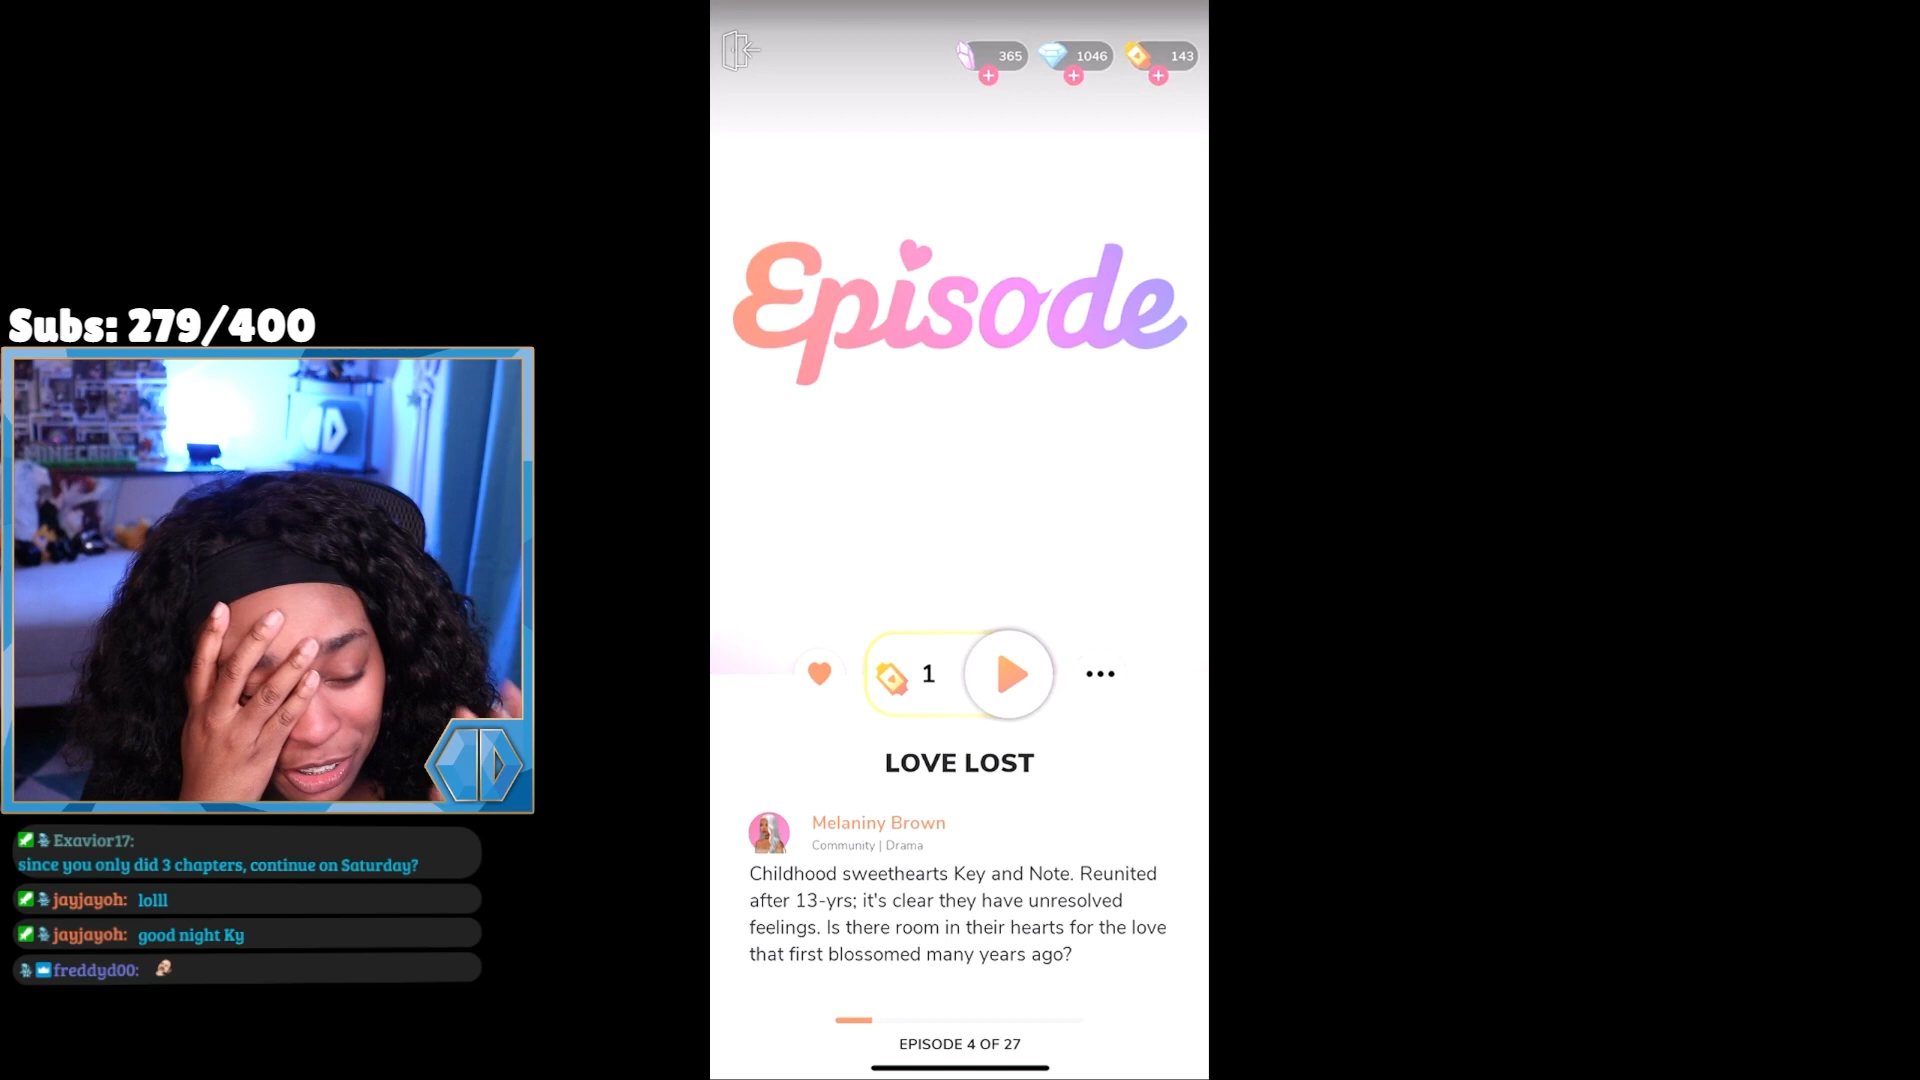 365
1046
143
Episode
Subs: 279/400
MINECRAFT
Exavior17:
since you only did 3 chapters, continue on Saturday?
jayjayoh: lolll
jayjayoh: good night Ky
freddyd00:
1
LOVE LOST
Melaniny Brown
Community | Drama
Childhood sweethearts Key and Note. Reunited
after 13-yrs; it's clear they have unresolved
feelings. Is there room in their hearts for the love
that first blossomed many years ago?
EPISODE 4 OF 27